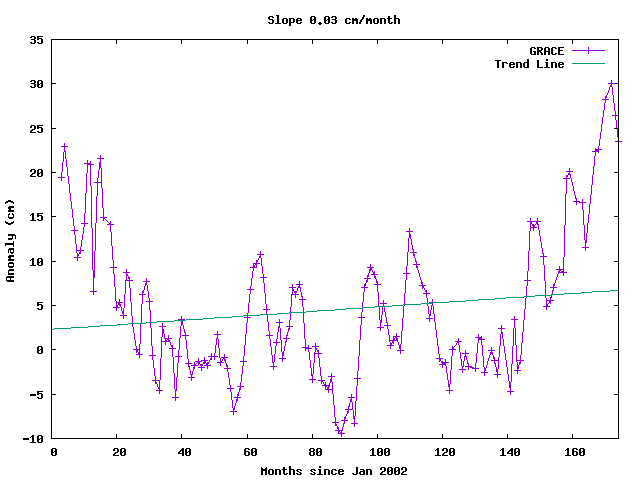 Slope 0.03 cm/month
GRACE
Trend Line
Anomaly (cm)
35
30
25
20
15
10
5
0
-5
-10
0 20 40 60 80 100 120 140 160
Months since Jan 2002